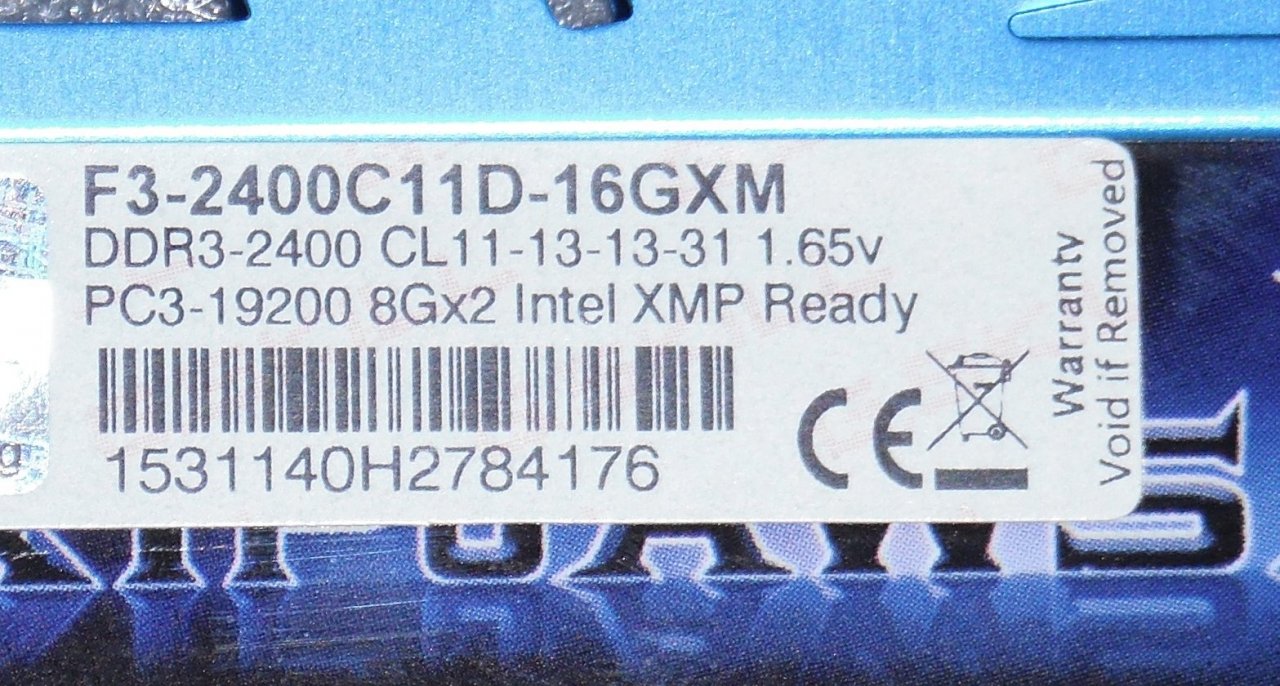 F3-2400C11D-16GXM
DDR3-2400 CL11-13-13-31 1.65v
PC3-19200 8Gx2 Intel XMP Ready
1531140H2784176
CE
Warranty
Void if Removed
g